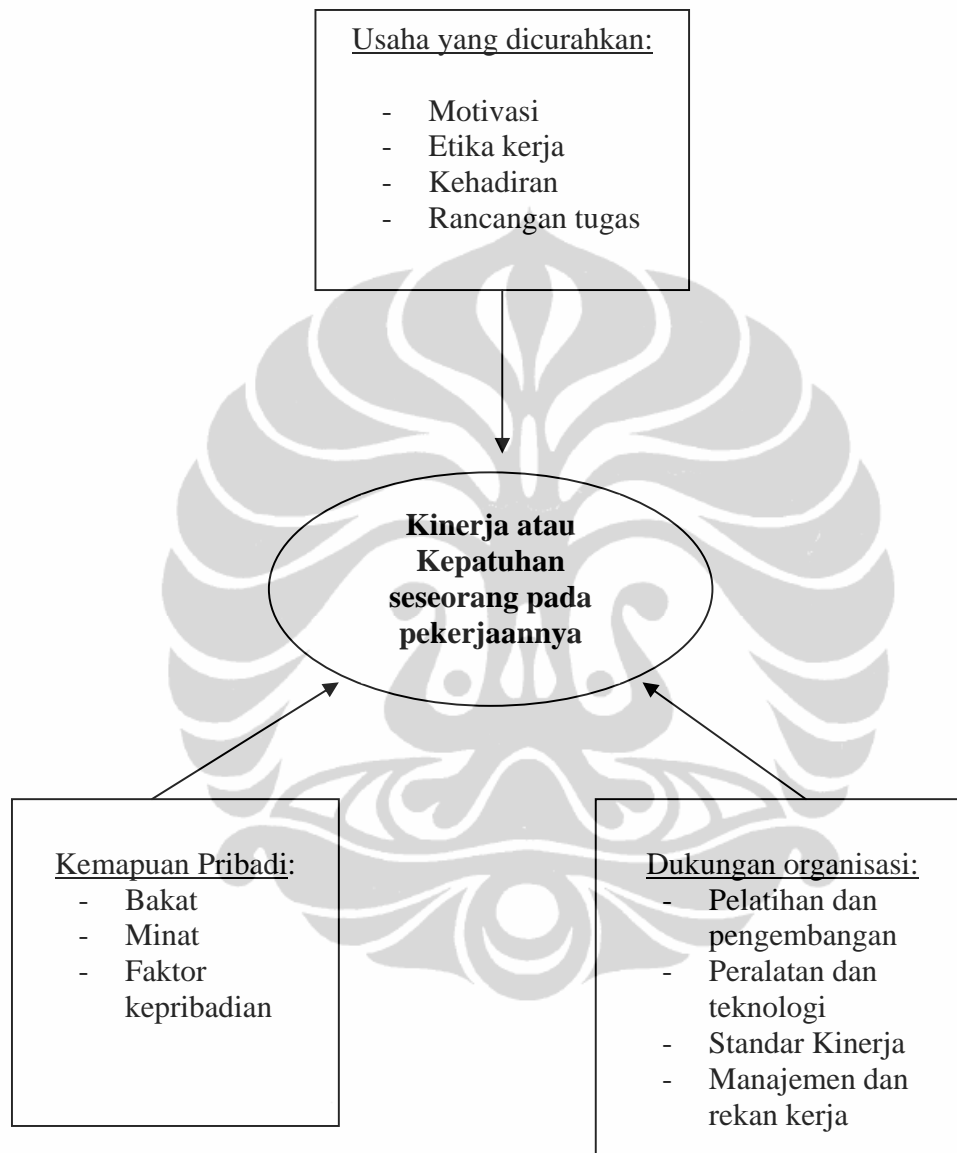 Usaha yang dicurahkan:
- Motivasi
- Etika kerja
- Kehadiran
- Rancangan tugas
Kinerja atau
Kepatuhan
seseorang pada
pekerjaannya
Kemapuan Pribadi:
- Bakat
- Minat
- Faktor
kepribadian
Dukungan organisasi:
- Pelatihan dan
pengembangan
- Peralatan dan
teknologi
- Standar Kinerja
- Manajemen dan
rekan kerja